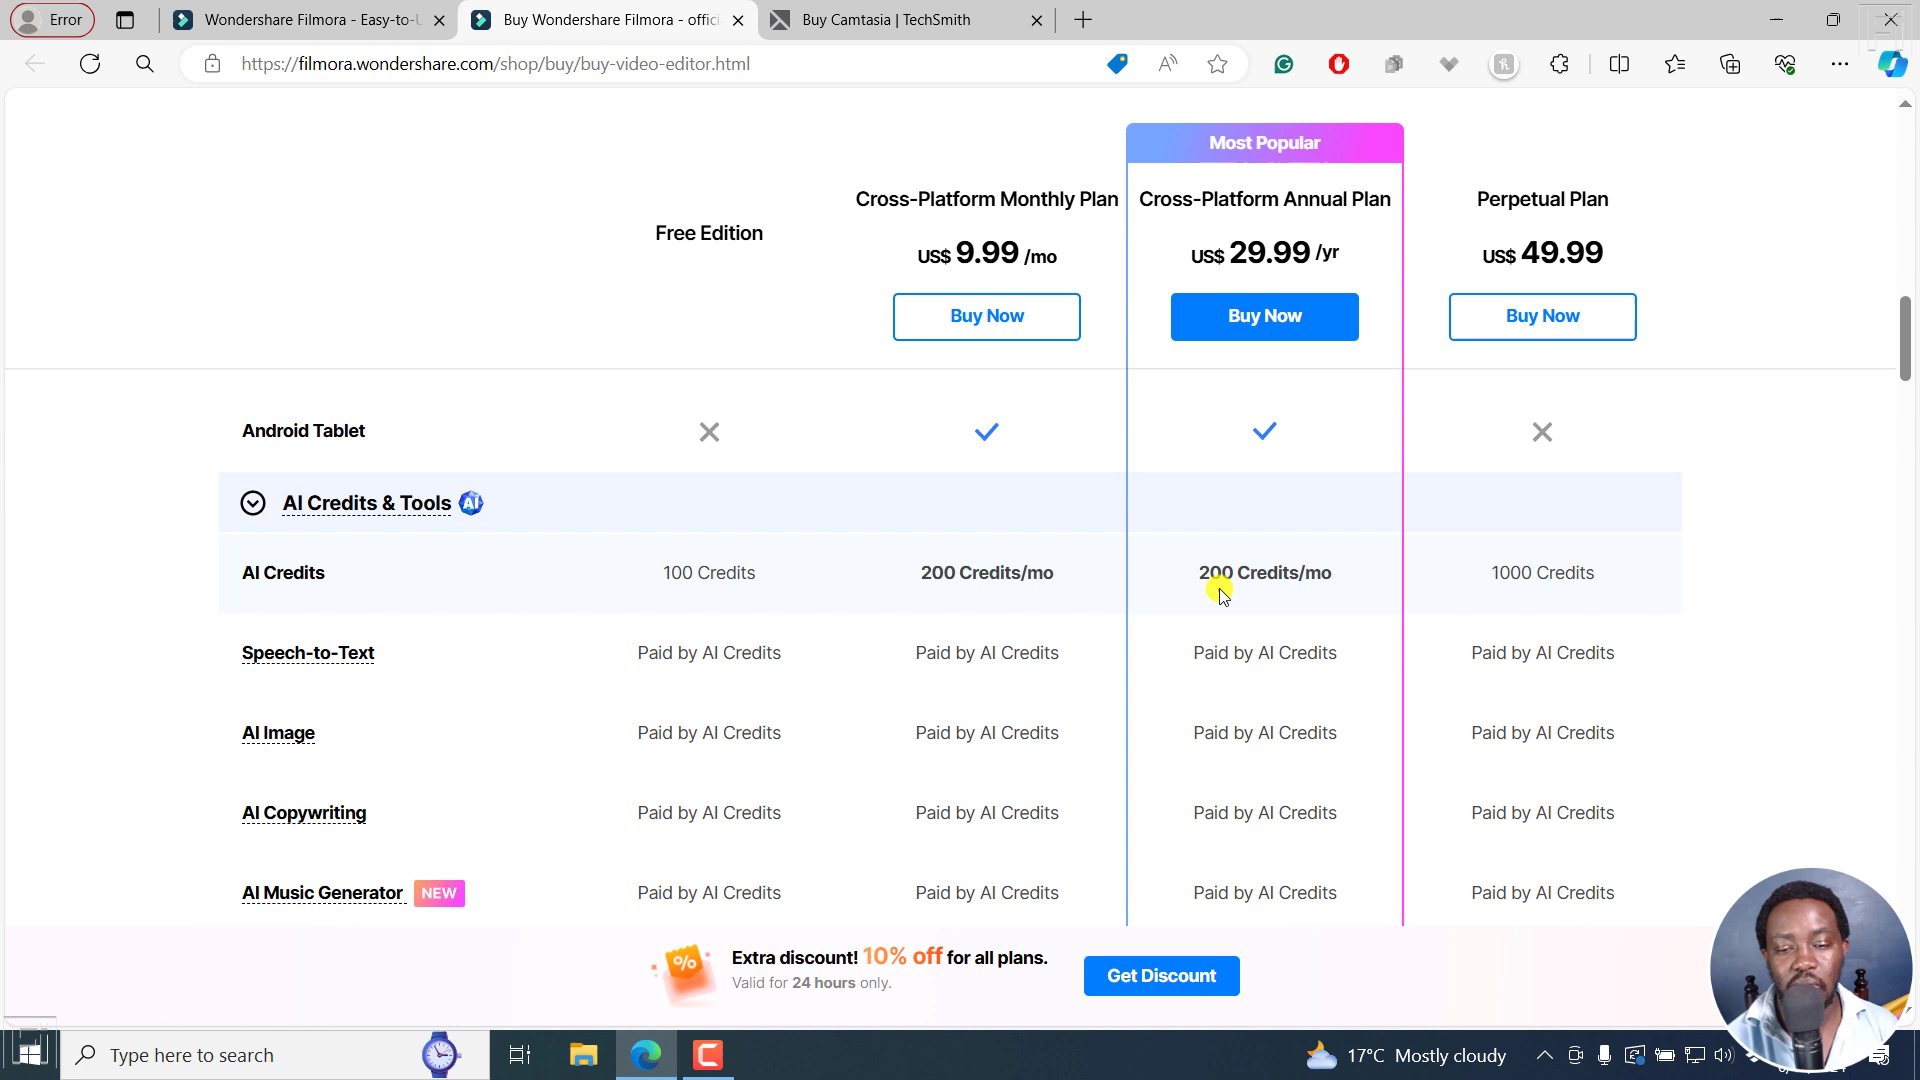 Error
Wondershare Filmora - Easy-to-U
Buy Wondershare Filmora - offici
Buy Camtasia | TechSmith
https://filmora.wondershare.com/shop/buy/buy-video-editor.html
Most Popular
Free Edition
Cross-Platform Monthly Plan
US$ 9.99 /mo
Buy Now
Cross-Platform Annual Plan
US$ 29.99 /yr
Buy Now
Perpetual Plan
US$ 49.99
Buy Now
Android Tablet
AI Credits & Tools AI
AI Credits 100 Credits 200 Credits/mo 200 Credits/mo 1000 Credits
Speech-to-Text Paid by AI Credits Paid by AI Credits Paid by AI Credits Paid by AI Credits
AI Image Paid by AI Credits Paid by AI Credits Paid by AI Credits Paid by AI Credits
AI Copywriting Paid by AI Credits Paid by AI Credits Paid by AI Credits Paid by AI Credits
AI Music Generator NEW Paid by AI Credits Paid by AI Credits Paid by AI Credits Paid by AI Credits
Extra discount! 10% off for all plans.
Valid for 24 hours only.
Get Discount
Type here to search
17°C Mostly cloudy